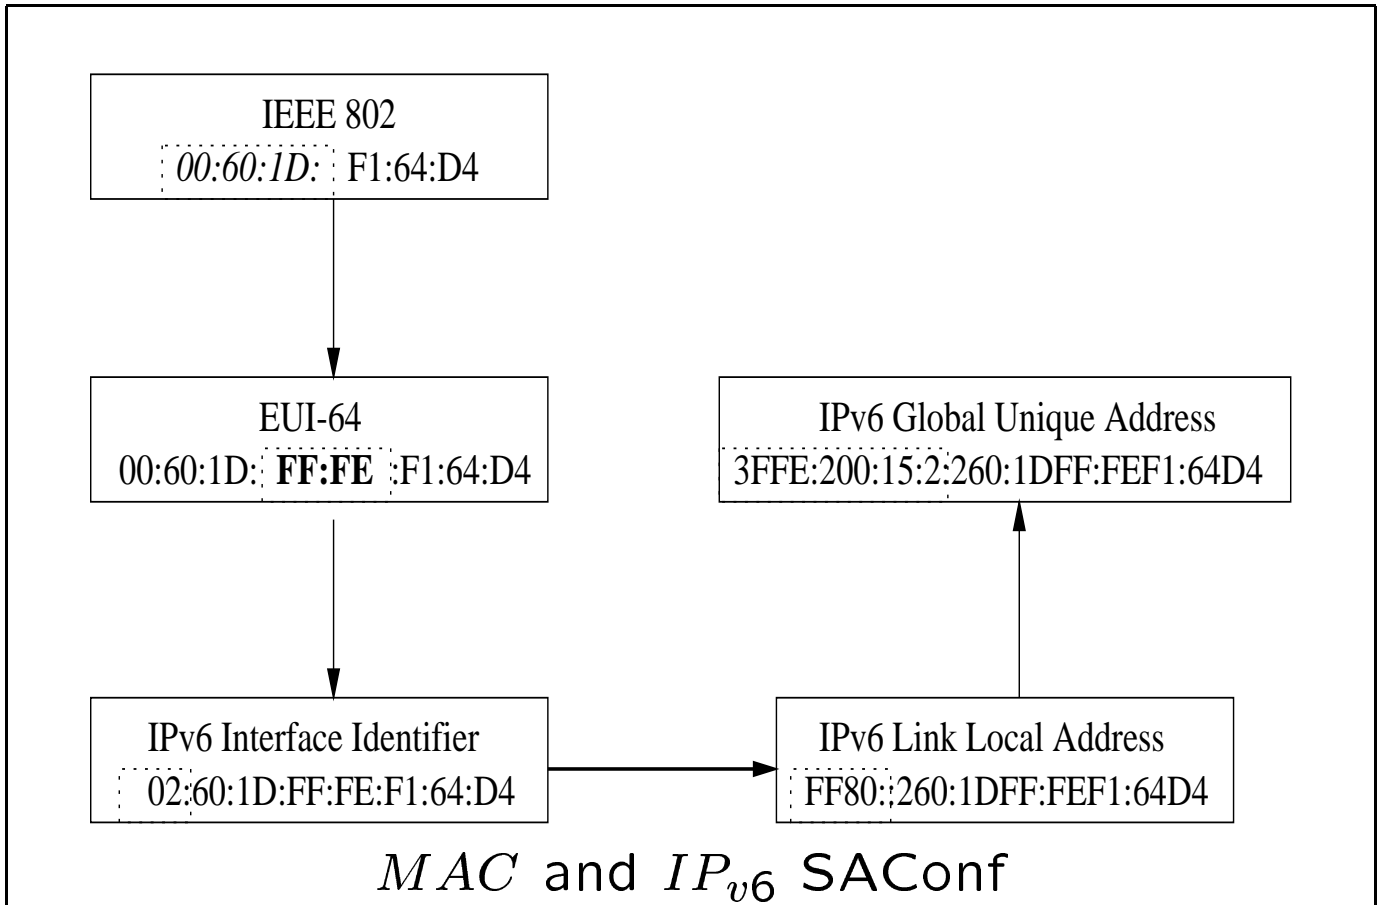 IEEE 802
00:60:1D: F1:64:D4
EUI-64
00:60:1D: FF:FE :F1:64:D4
IPv6 Global Unique Address
3FFE:200:15:2:260:1DFF:FEF1:64D4
IPv6 Interface Identifier
02:60:1D:FF:FE:F1:64:D4
IPv6 Link Local Address
FF80::260:1DFF:FEF1:64D4
MAC and IPv6 SAConf